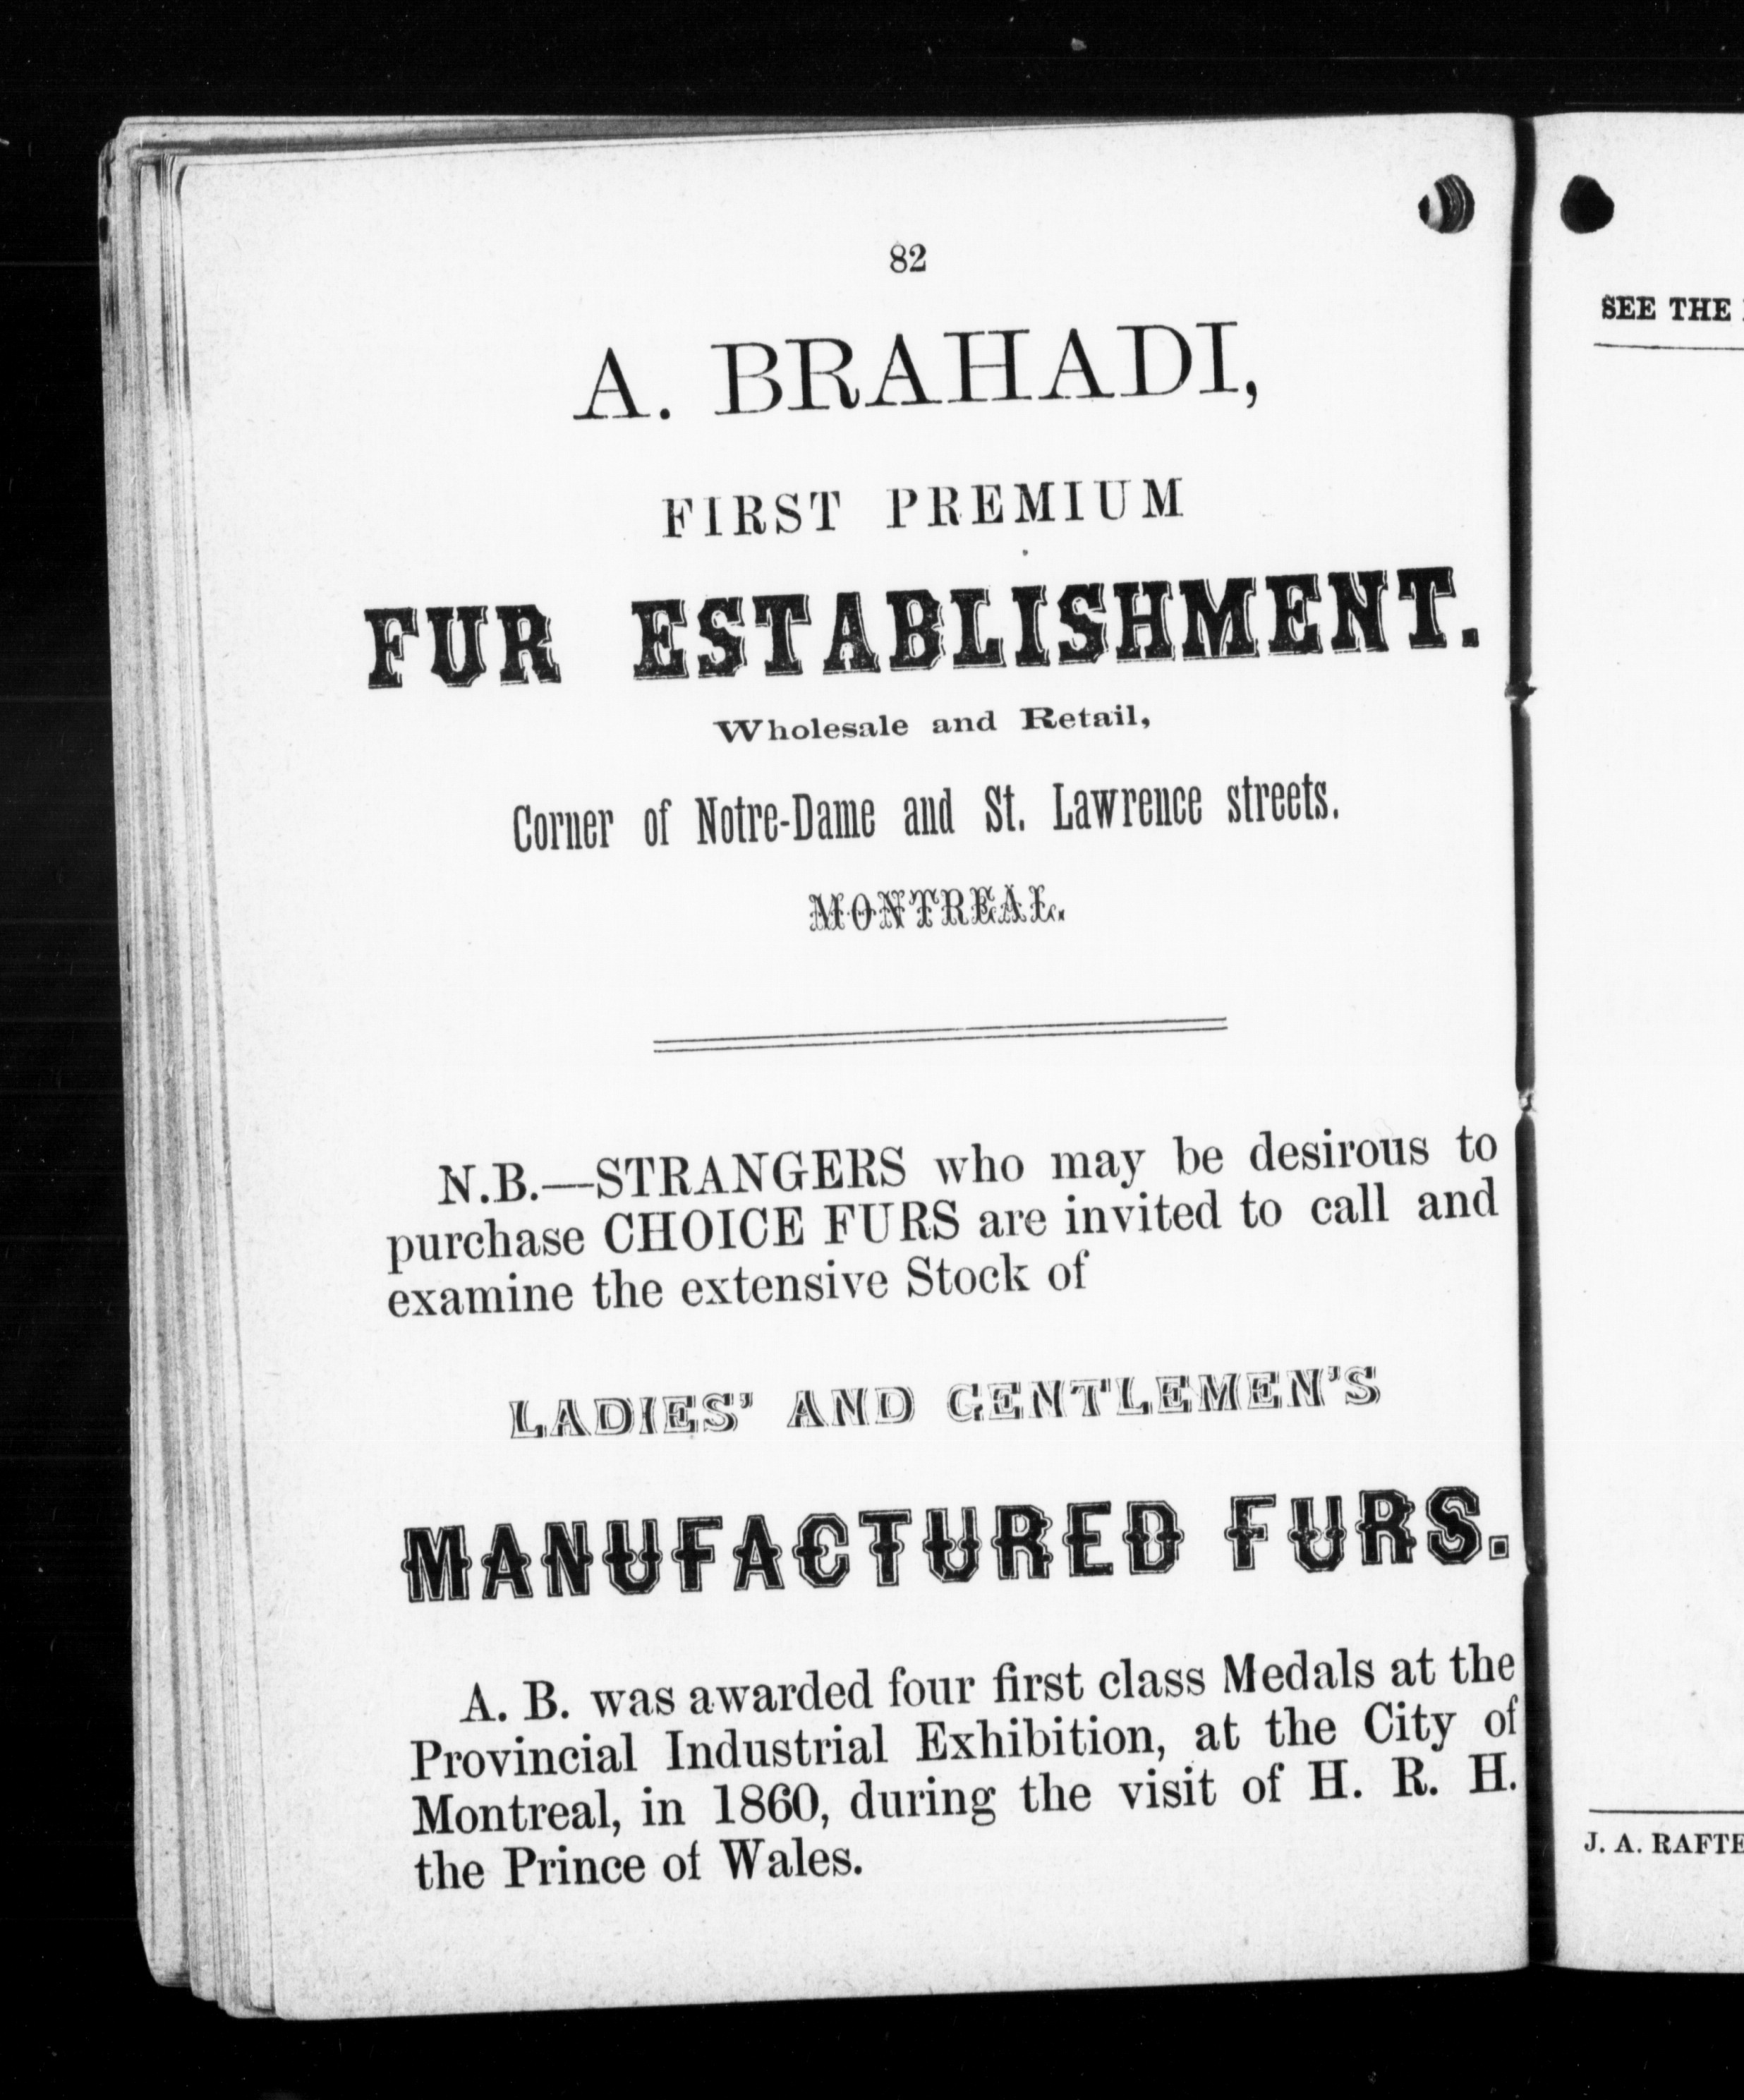 82
A. BRAHADI,
FIRST PREMIUM
FUR ESTABLISHMENT.
Wholesale and Retail,
Corner of Notre-Dame and St. Lawrence streets.
MONTREAL.
N.B.—STRANGERS who may be desirous to
purchase CHOICE FURS are invited to call and
examine the extensive Stock of
LADIES' AND GENTLEMEN'S
MANUFACTURED FURS.
A. B. was awarded four first class Medals at the
Provincial Industrial Exhibition, at the City of
Montreal, in 1860, during the visit of H. R. H.
the Prince of Wales.
SEE THE
J. A. RAFTE